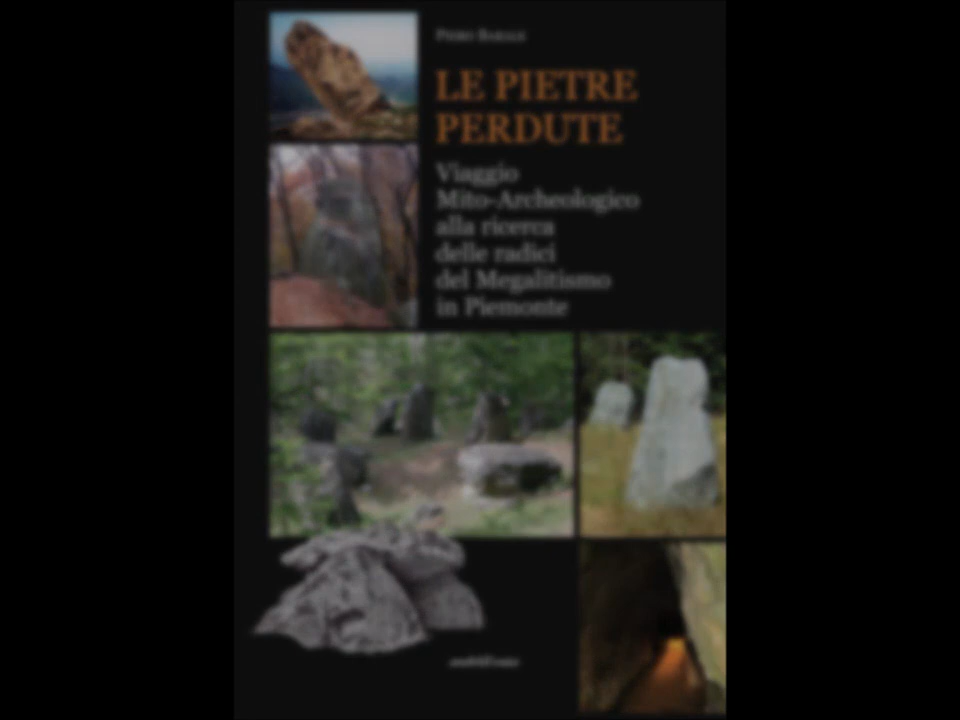 LE PIETRE
PERDUTE
Viaggio
Mito-Archeologico
alla ricerca
delle radici
del Megalitismo
in Piemonte